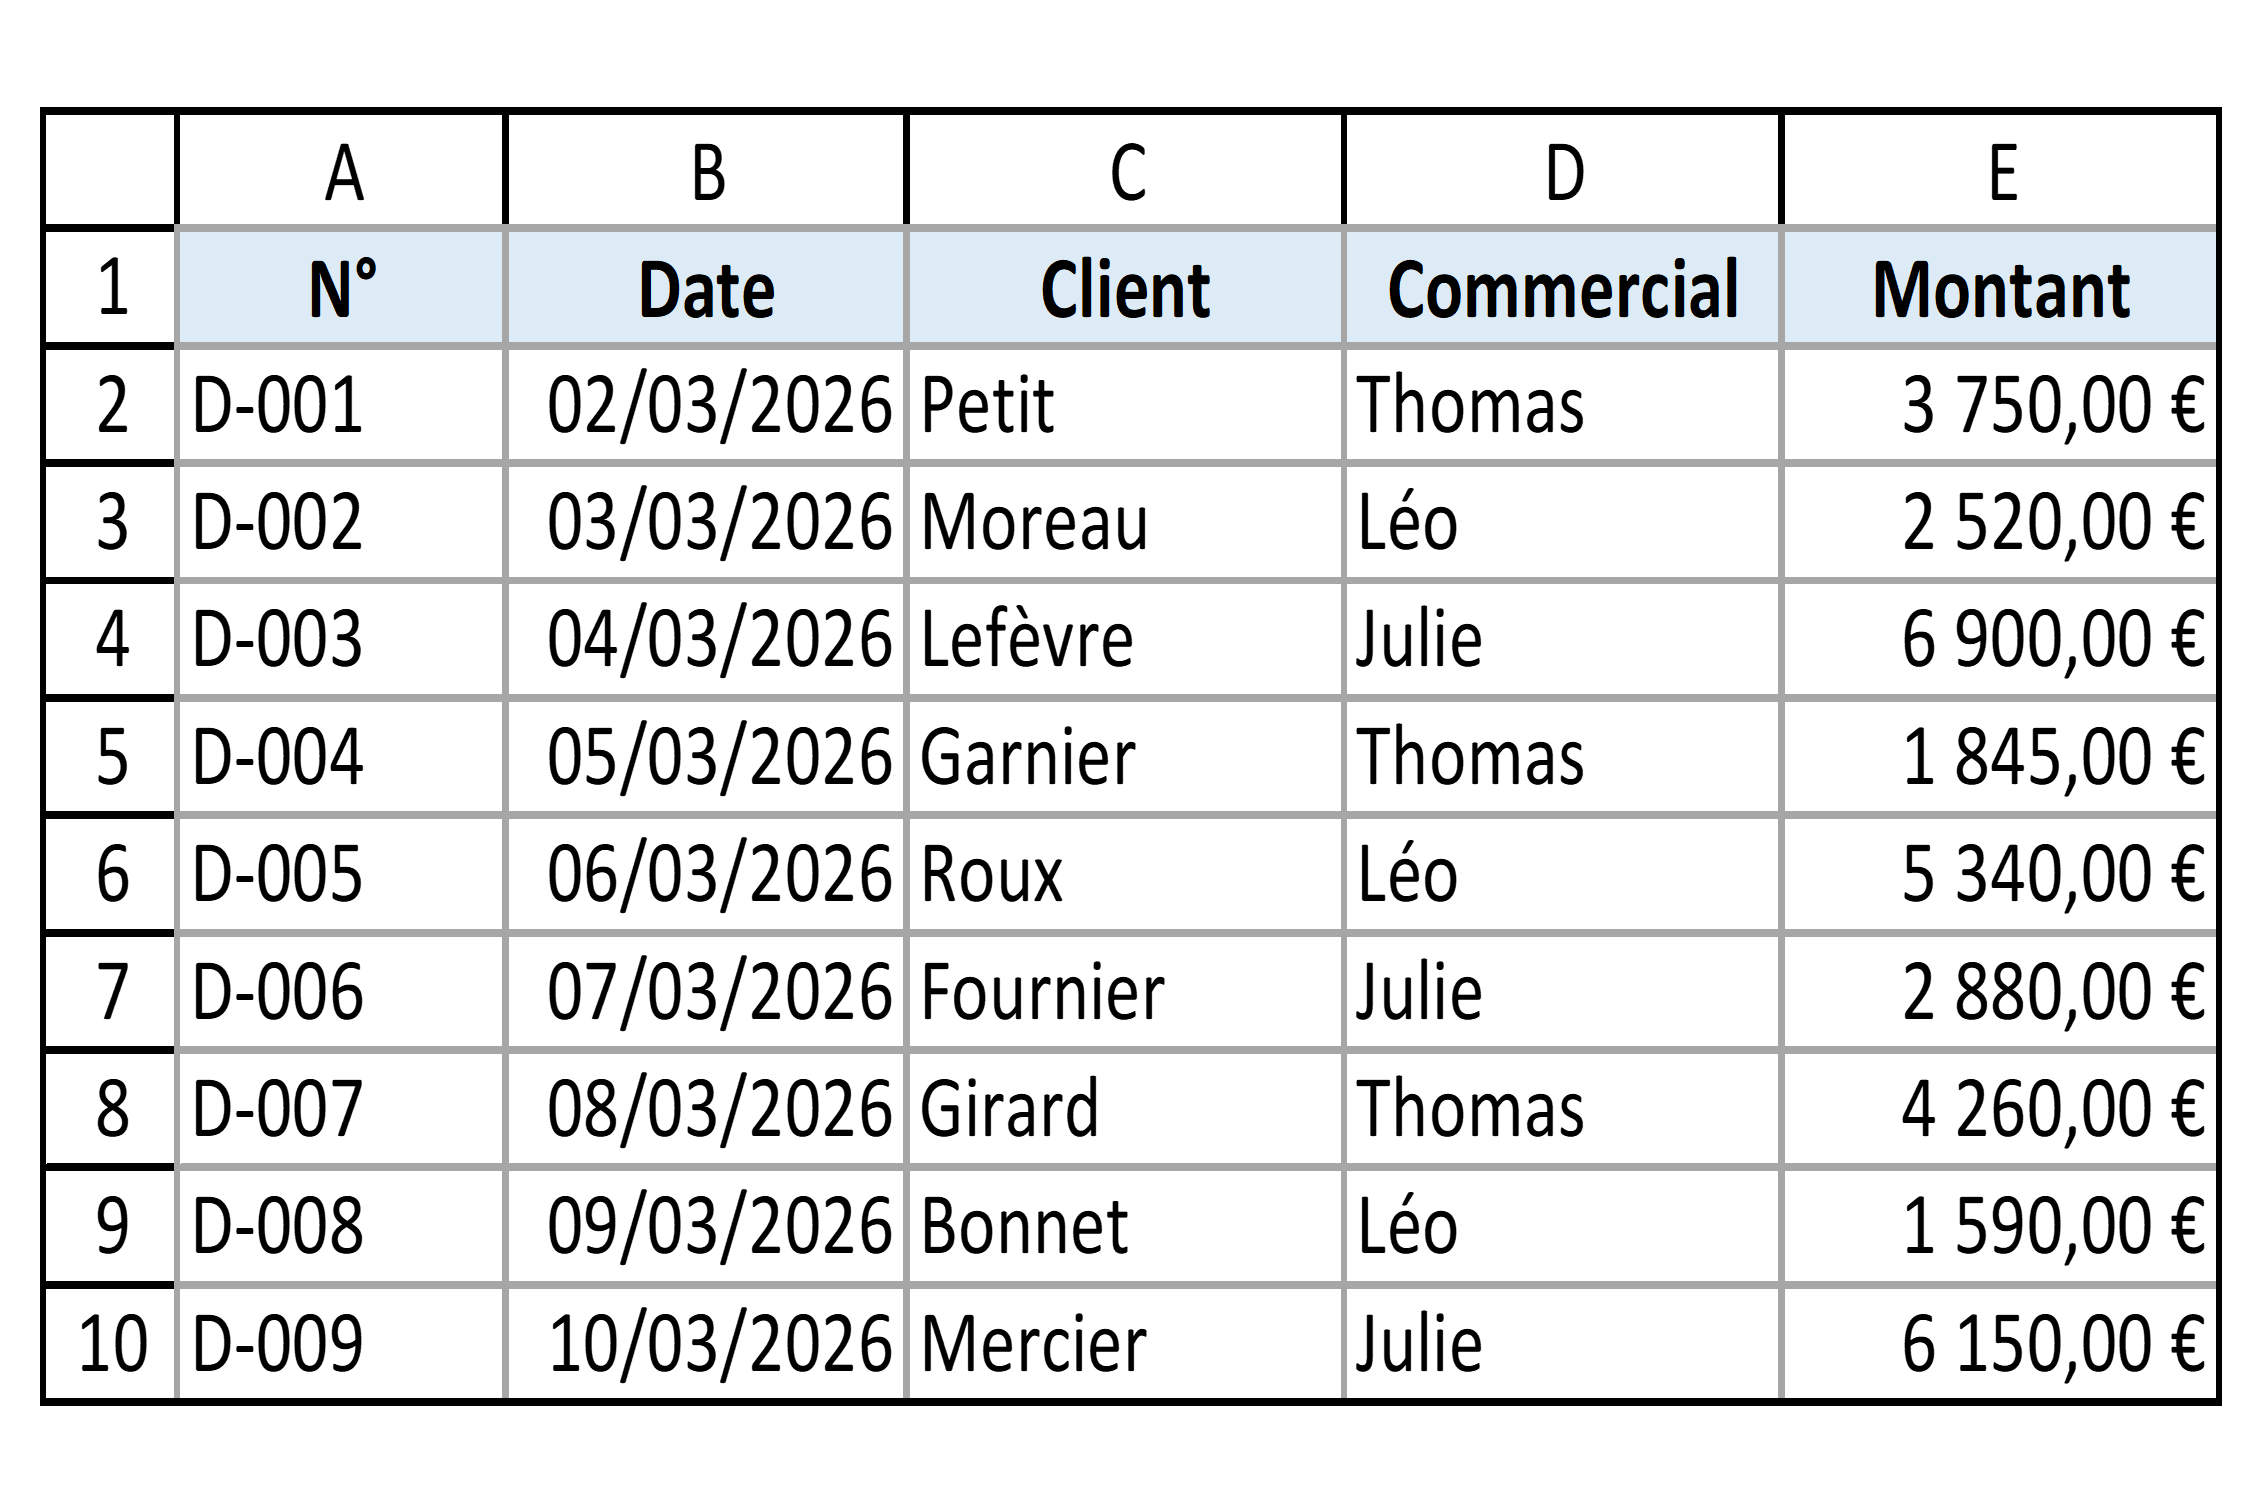 A B C D E
1 N° Date Client Commercial Montant
2 D-001 02/03/2026 Petit Thomas 3 750,00 €
3 D-002 03/03/2026 Moreau Léo 2 520,00 €
4 D-003 04/03/2026 Lefèvre Julie 6 900,00 €
5 D-004 05/03/2026 Garnier Thomas 1 845,00 €
6 D-005 06/03/2026 Roux Léo 5 340,00 €
7 D-006 07/03/2026 Fournier Julie 2 880,00 €
8 D-007 08/03/2026 Girard Thomas 4 260,00 €
9 D-008 09/03/2026 Bonnet Léo 1 590,00 €
10 D-009 10/03/2026 Mercier Julie 6 150,00 €